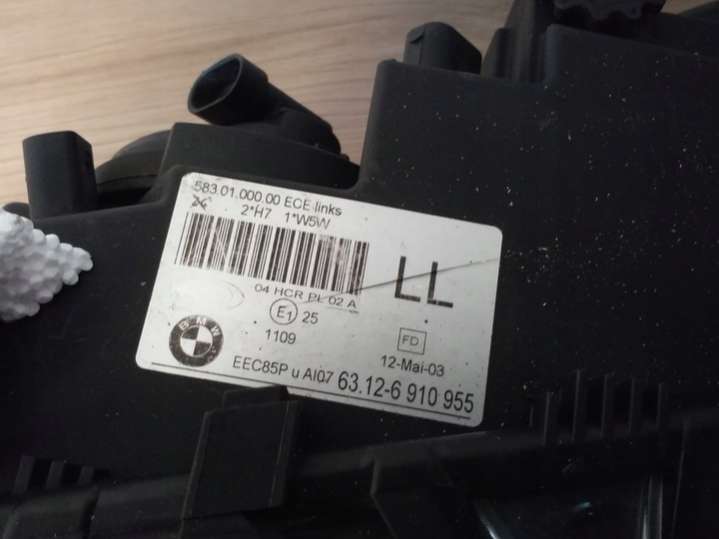 583.01.000.00 ECE links
2*H7 1*W5W
LL
04 HCR PL 02 A
E1 25
1109
FD
12-Mai-03
BMW
EEC85P u AI07 63.12-6 910 955